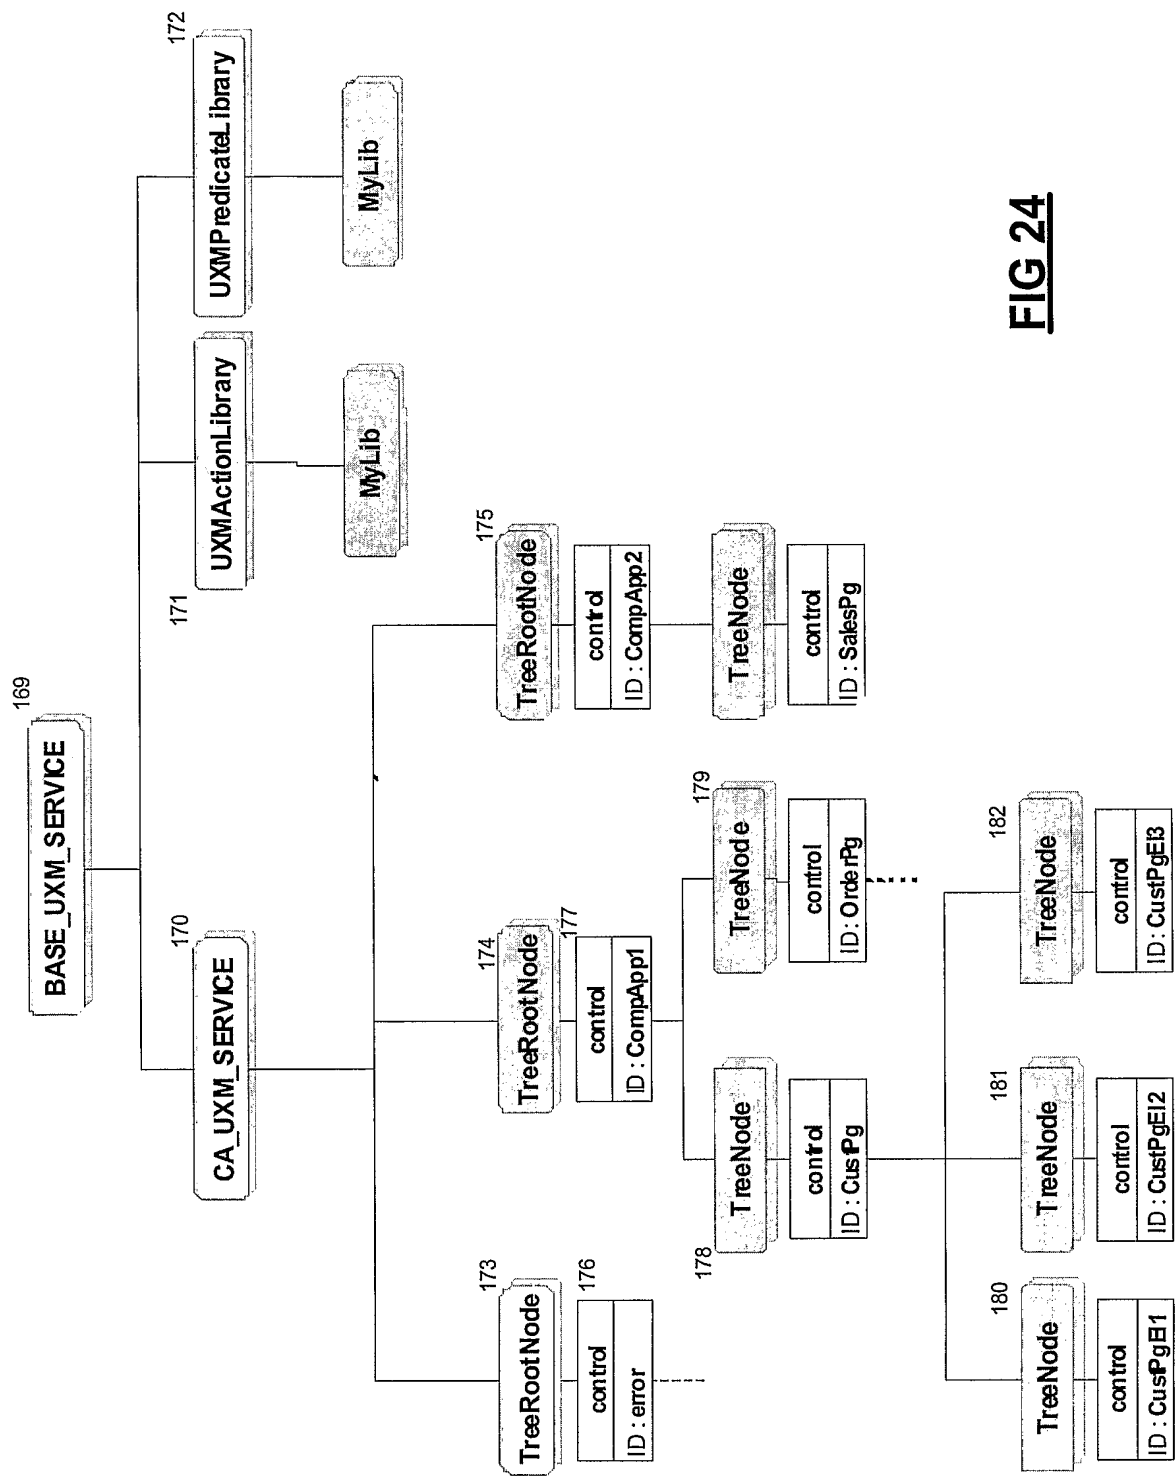 169
BASE_UXM_SERVICE
170
CA_UXM_SERVICE
171
UXMActionLibrary
172
UXMPredicateLibrary
MyLib
MyLib
173
TreeRootNode
176
control
ID : error
174
TreeRootNode
177
control
ID : CompApp1
175
TreeRootNode
control
ID : CompApp2
178
TreeNode
control
ID : CustPg
179
TreeNode
control
ID : OrderPg
TreeNode
control
ID : SalesPg
180
TreeNode
control
ID : CustPgEl1
181
TreeNode
control
ID : CustPgEl2
182
TreeNode
control
ID : CustPgEl3
FIG 24